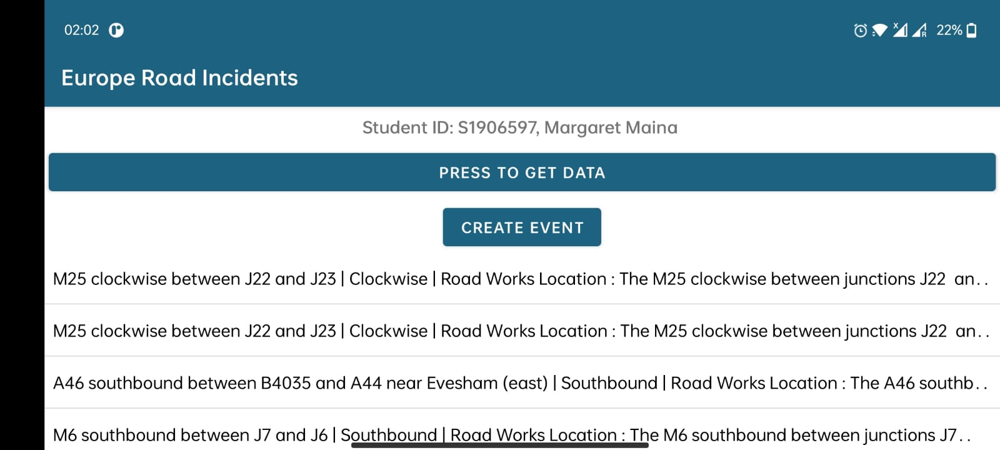 02:02
22%
Europe Road Incidents
Student ID: S1906597, Margaret Maina
PRESS TO GET DATA
CREATE EVENT
M25 clockwise between J22 and J23 | Clockwise | Road Works Location : The M25 clockwise between junctions J22  an..
M25 clockwise between J22 and J23 | Clockwise | Road Works Location : The M25 clockwise between junctions J22  an..
A46 southbound between B4035 and A44 near Evesham (east) | Southbound | Road Works Location : The A46 southb..
M6 southbound between J7 and J6 | Southbound | Road Works Location : The M6 southbound between junctions J7..